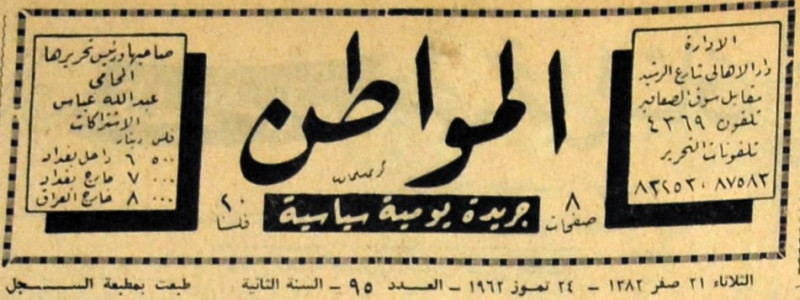 الادارة
دار الاهالي شارع الرشيد
مقابل سوق الصفافير
تلفون ٤٣٦٩
تلفونات التحرير
٨٧٥٨٣ ٠ ٨٣٢٥٣
المواطن
٨ صفحات
جريدة يومية سياسية
٢٠ فلسا
صاحبها ورئيس تحريرها
المحامي
عبدالله عباس
الاشتراكات
فلس دينار
٥٠٠ ٦ داخل بغداد
٠٠٠ ٧ خارج بغداد
٠٠٠ ٨ خارج العراق
الثلاثاء ٢١ صفر ١٣٨٢ – ٢٤ تموز ١٩٦٢ – العدد ٩٥ – السنة الثانية طبعت بمطبعة السجل